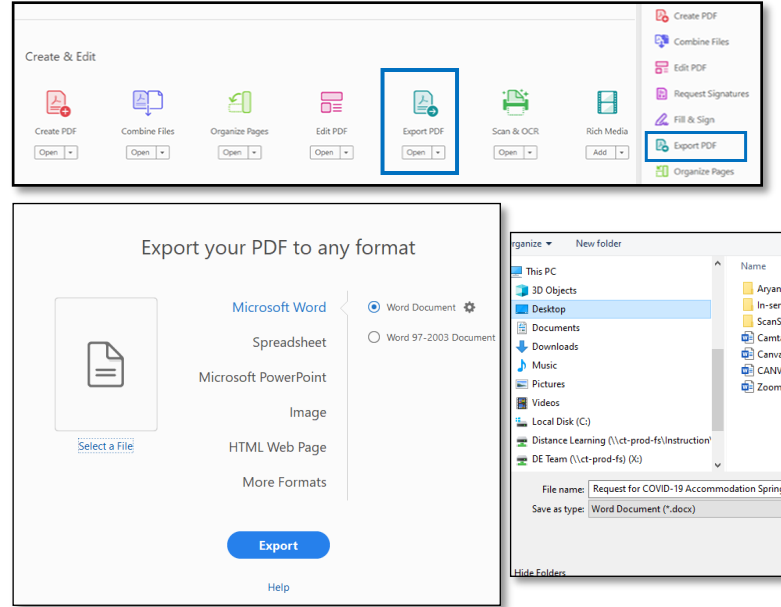 Create & Edit
Create PDF
Combine Files
Organize Pages
Edit PDF
Export PDF
Scan & OCR
Rich Media
Open
Open
Open
Open
Open
Open
Add
Create PDF
Combine Files
Edit PDF
Request Signatures
Fill & Sign
Export PDF
Organize Pages
Export your PDF to any format
Select a File
Microsoft Word
Spreadsheet
Microsoft PowerPoint
Image
HTML Web Page
More Formats
Word Document
Word 97-2003 Document
Export
Help
rganize
New folder
This PC
3D Objects
Desktop
Documents
Downloads
Music
Pictures
Videos
Local Disk (C:)
Distance Learning (\\ct-prod-fs\Instruction
DE Team (\\ct-prod-fs) (X:)
Name
Aryan
In-ser
ScanS
Camta
Canva
CANV
Zoom
File name: Request for COVID-19 Accommodation Spring
Save as type: Word Document (*.docx)
Hide Folders